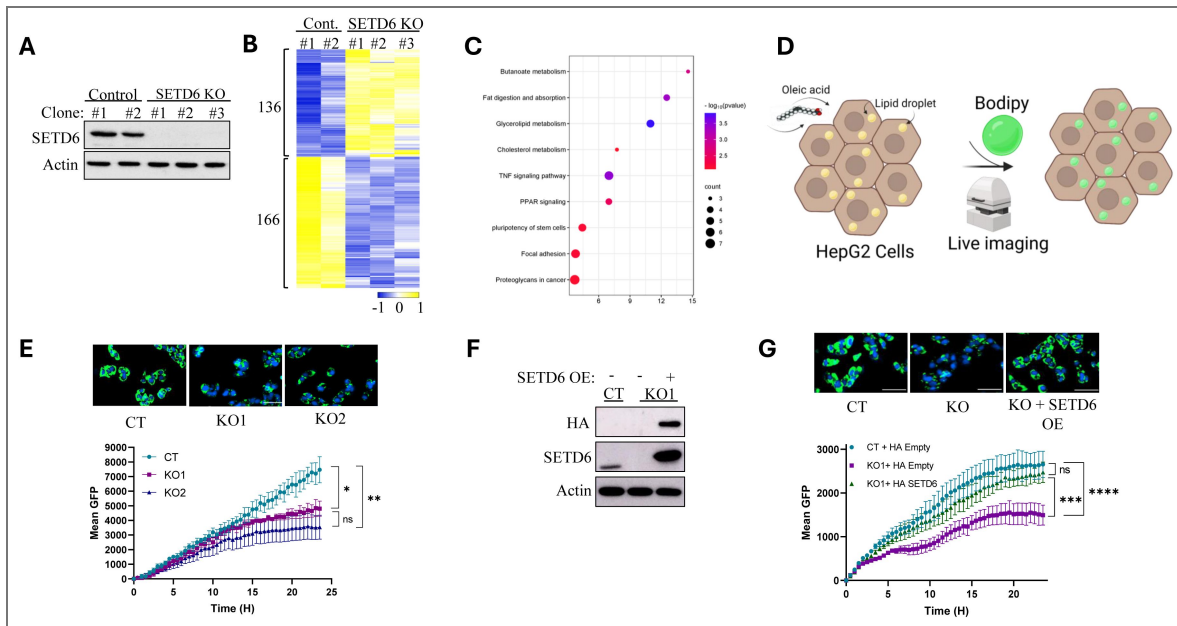 A
Control SETD6 KO
Clone: #1 #2 #1 #2 #3
SETD6
Actin
B
Cont. SETD6 KO
#1 #2 #1 #2 #3
136
166
-1 0 1
C
Butanoate metabolism
Fat digestion and absorption
Glycerolipid metabolism
Cholesterol metabolism
TNF signaling pathway
PPAR signaling
pluripotency of stem cells
Focal adhesion
Proteoglycans in cancer
6 9 12 15
- log10(pvalue)
3.5
3.0
2.5
count
3
4
5
6
7
D
Oleic acid
Lipid droplet
Bodipy
HepG2 Cells
Live imaging
E
CT KO1 KO2
Mean GFP
9000
8000
7000
6000
5000
4000
3000
2000
1000
0
0 5 10 15 20 25
Time (H)
CT
KO1
KO2
*
**
ns
F
SETD6 OE: - - +
CT KO1
HA
SETD6
Actin
G
CT KO KO + SETD6
OE
Mean GFP
3000
2000
1000
0
0 5 10 15 20
Time (H)
CT + HA Empty
KO1+ HA Empty
KO1+ HA SETD6
ns
***
****